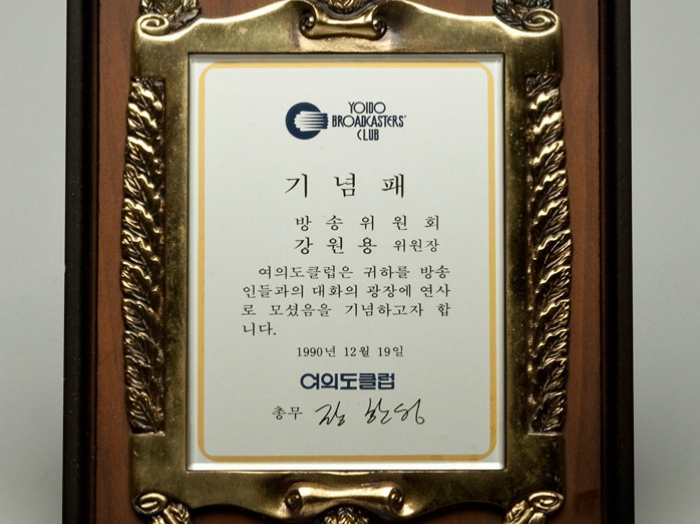 YOIDO
BROADCASTERS'
CLUB
기 념 패
방 송 위 원 회
강 원 용 위원장
여의도클럽은 귀하를 방송
인들과의 대화의 광장에 연사
로 모셨음을 기념하고자 합
니다.
1990년 12월 19일
여의도클럽
총무